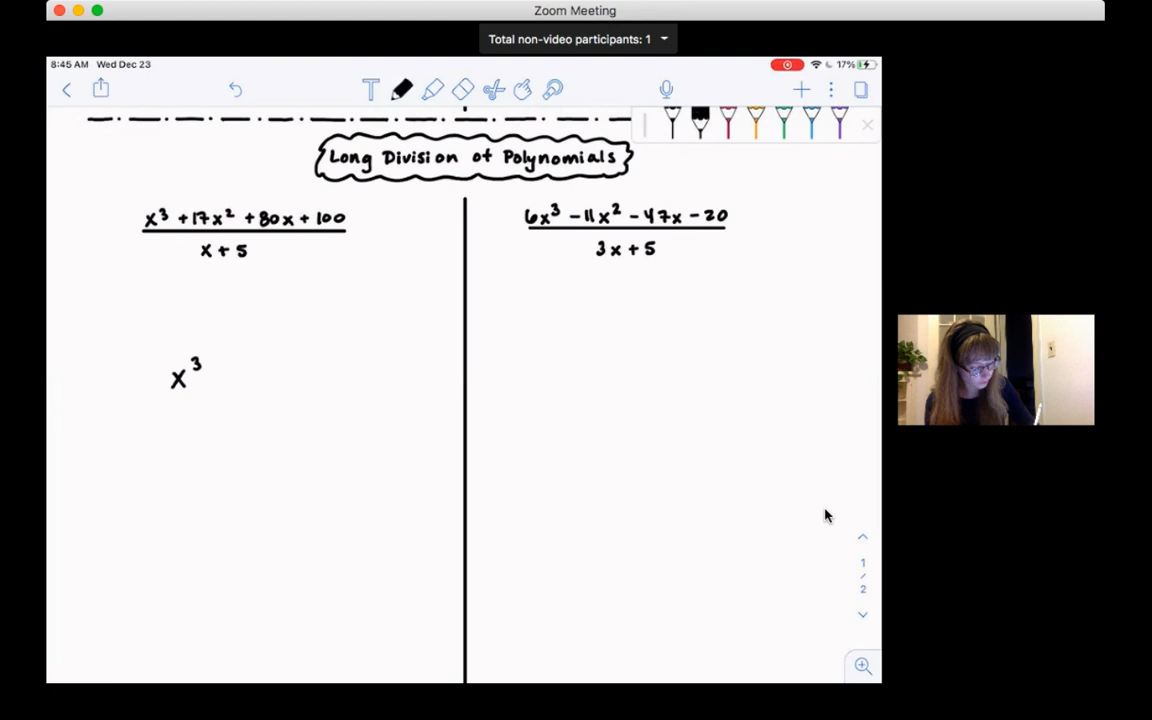 Zoom Meeting
Total non-video participants: 1
8:45 AM Wed Dec 23
17%
T
Long Division of Polynomials
x³ + 17x² + 80x + 100
x + 5
6x³ - 11x² - 47x - 20
3x + 5
x³
1
/
2